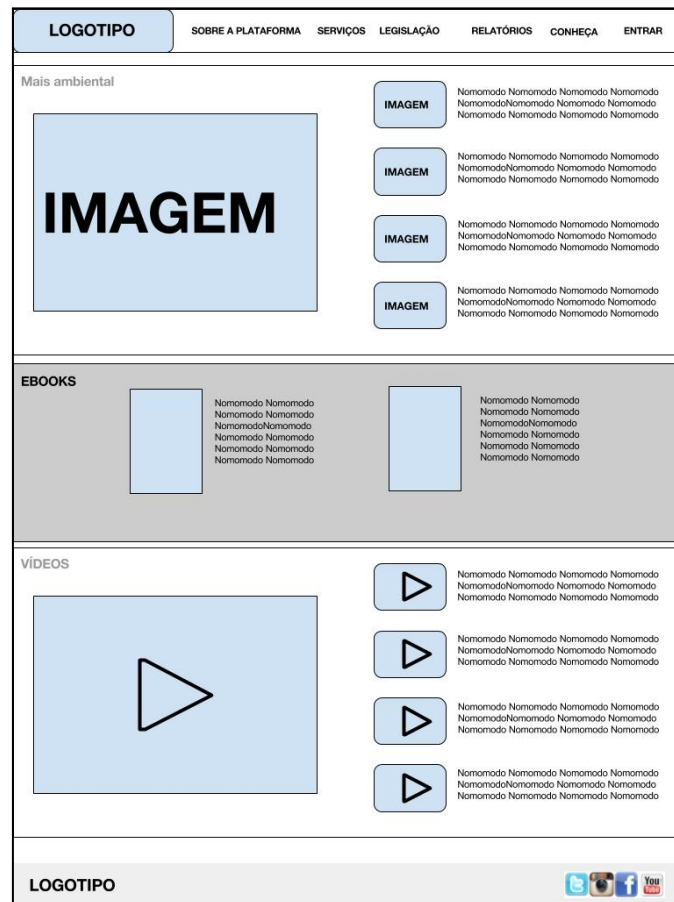 LOGOTIPO
SOBRE A PLATAFORMA
SERVIÇOS
LEGISLAÇÃO
RELATÓRIOS
CONHEÇA
ENTRAR
Mais ambiental
IMAGEM
IMAGEM
Nomomodo Nomomodo Nomomodo Nomomodo
NomomodoNomomodo Nomomodo Nomomodo
Nomomodo Nomomodo Nomomodo Nomomodo
IMAGEM
Nomomodo Nomomodo Nomomodo Nomomodo
NomomodoNomomodo Nomomodo Nomomodo
Nomomodo Nomomodo Nomomodo Nomomodo
IMAGEM
Nomomodo Nomomodo Nomomodo Nomomodo
NomomodoNomomodo Nomomodo Nomomodo
Nomomodo Nomomodo Nomomodo Nomomodo
IMAGEM
Nomomodo Nomomodo Nomomodo Nomomodo
NomomodoNomomodo Nomomodo Nomomodo
Nomomodo Nomomodo Nomomodo Nomomodo
EBOOKS
Nomomodo Nomomodo
Nomomodo Nomomodo
NomomodoNomomodo
Nomomodo Nomomodo
Nomomodo Nomomodo
Nomomodo Nomomodo
Nomomodo Nomomodo
Nomomodo Nomomodo
NomomodoNomomodo
Nomomodo Nomomodo
Nomomodo Nomomodo
Nomomodo Nomomodo
VÍDEOS
Nomomodo Nomomodo Nomomodo Nomomodo
NomomodoNomomodo Nomomodo Nomomodo
Nomomodo Nomomodo Nomomodo Nomomodo
Nomomodo Nomomodo Nomomodo Nomomodo
NomomodoNomomodo Nomomodo Nomomodo
Nomomodo Nomomodo Nomomodo Nomomodo
Nomomodo Nomomodo Nomomodo Nomomodo
NomomodoNomomodo Nomomodo Nomomodo
Nomomodo Nomomodo Nomomodo Nomomodo
Nomomodo Nomomodo Nomomodo Nomomodo
NomomodoNomomodo Nomomodo Nomomodo
Nomomodo Nomomodo Nomomodo Nomomodo
LOGOTIPO
You
Tube